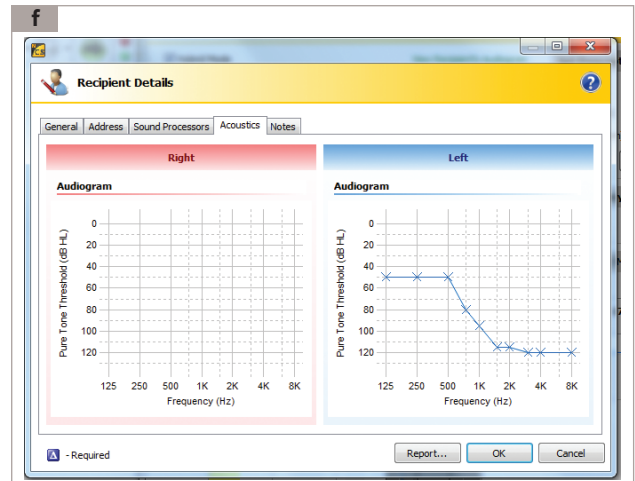 f
Recipient Details
General Address Sound Processors Acoustics Notes
Right
Audiogram
Pure Tone Threshold (dB HL)
0
20
40
60
80
100
120
125 250 500 1K 2K 4K 8K
Frequency (Hz)
Left
Audiogram
Pure Tone Threshold (dB HL)
0
20
40
60
80
100
120
125 250 500 1K 2K 4K 8K
Frequency (Hz)
- Required
Report... OK Cancel